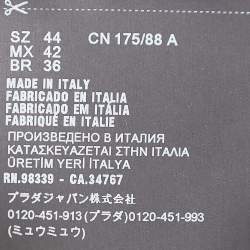 SZ 44 CN 175/88 A
MX 42
BR 36
MADE IN ITALY
FABRICADO EN ITALIA
FABRICADO EM ITÁLIA
FABRIQUÉ EN ITALIE
ПРОИЗВЕДЕНО В ИТАЛИЯ
ΚΑΤΑΣΚΕΥΑΖΕΤΑΙ ΣΤΗΝ ΙΤΑΛΙΑ
ÜRETİM YERİ İTALYA
RN.98339 - CA.34767
プラダジャパン株式会社
0120-451-913 (プラダ)0120-451-993
(ミュウミュウ)